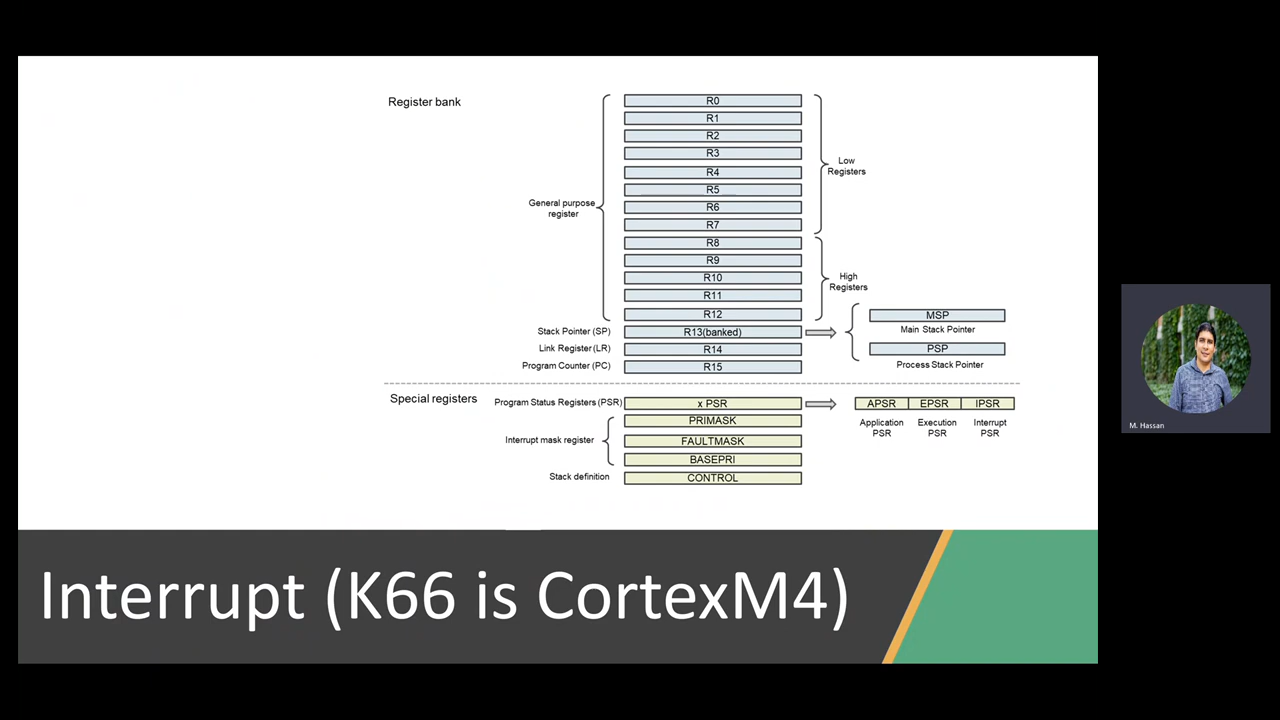 Register bank
R0
R1
R2
R3
R4
R5
R6
R7
R8
R9
R10
R11
R12
General purpose
register
Low
Registers
High
Registers
Stack Pointer (SP)
R13(banked)
MSP
Main Stack Pointer
Link Register (LR)
R14
PSP
Process Stack Pointer
Program Counter (PC)
R15
Special registers
Program Status Registers (PSR)
x PSR
APSR
EPSR
IPSR
Application
PSR
Execution
PSR
Interrupt
PSR
Interrupt mask register
PRIMASK
FAULTMASK
BASEPRI
Stack definition
CONTROL
Interrupt (K66 is CortexM4)
M. Hassan